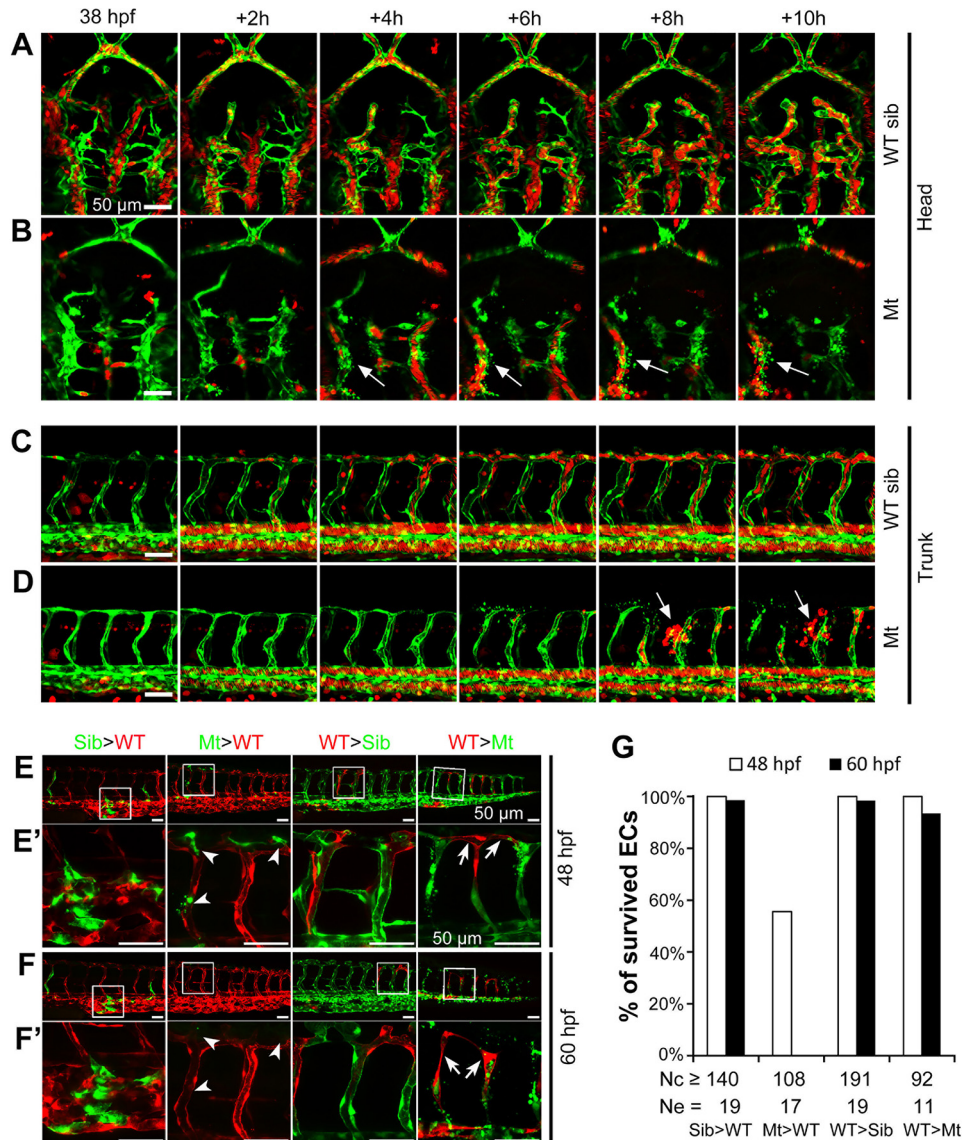 38 hpf +2h +4h +6h +8h +10h
A
50 µm
WT sib
B
Mt
Head
C
WT sib
D
Mt
Trunk
Sib>WT Mt>WT WT>Sib WT>Mt
E
50 µm
E'
50 µm
48 hpf
F
F'
60 hpf
G
48 hpf 60 hpf
% of survived ECs
100%
80%
60%
40%
20%
0%
Nc ≥ 140 108 191 92
Ne = 19 17 19 11
Sib>WT Mt>WT WT>Sib WT>Mt